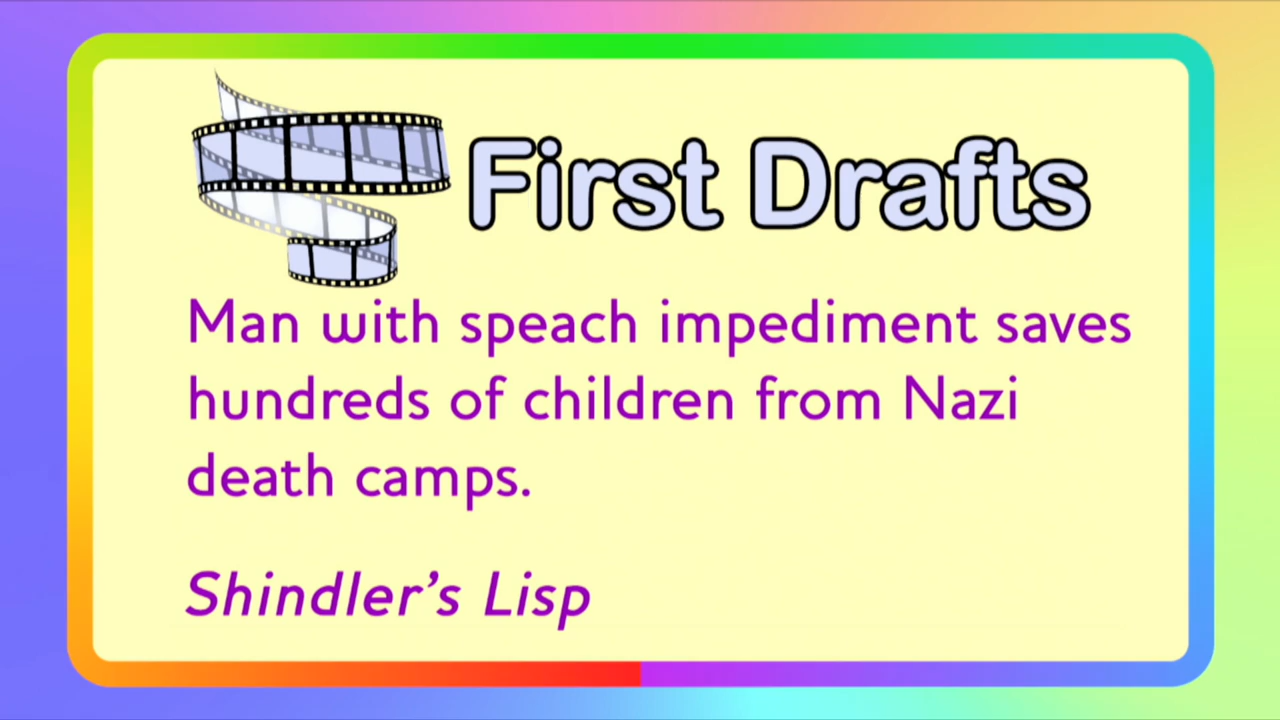 First Drafts
Man with speach impediment saves
hundreds of children from Nazi
death camps.
Shindler's Lisp